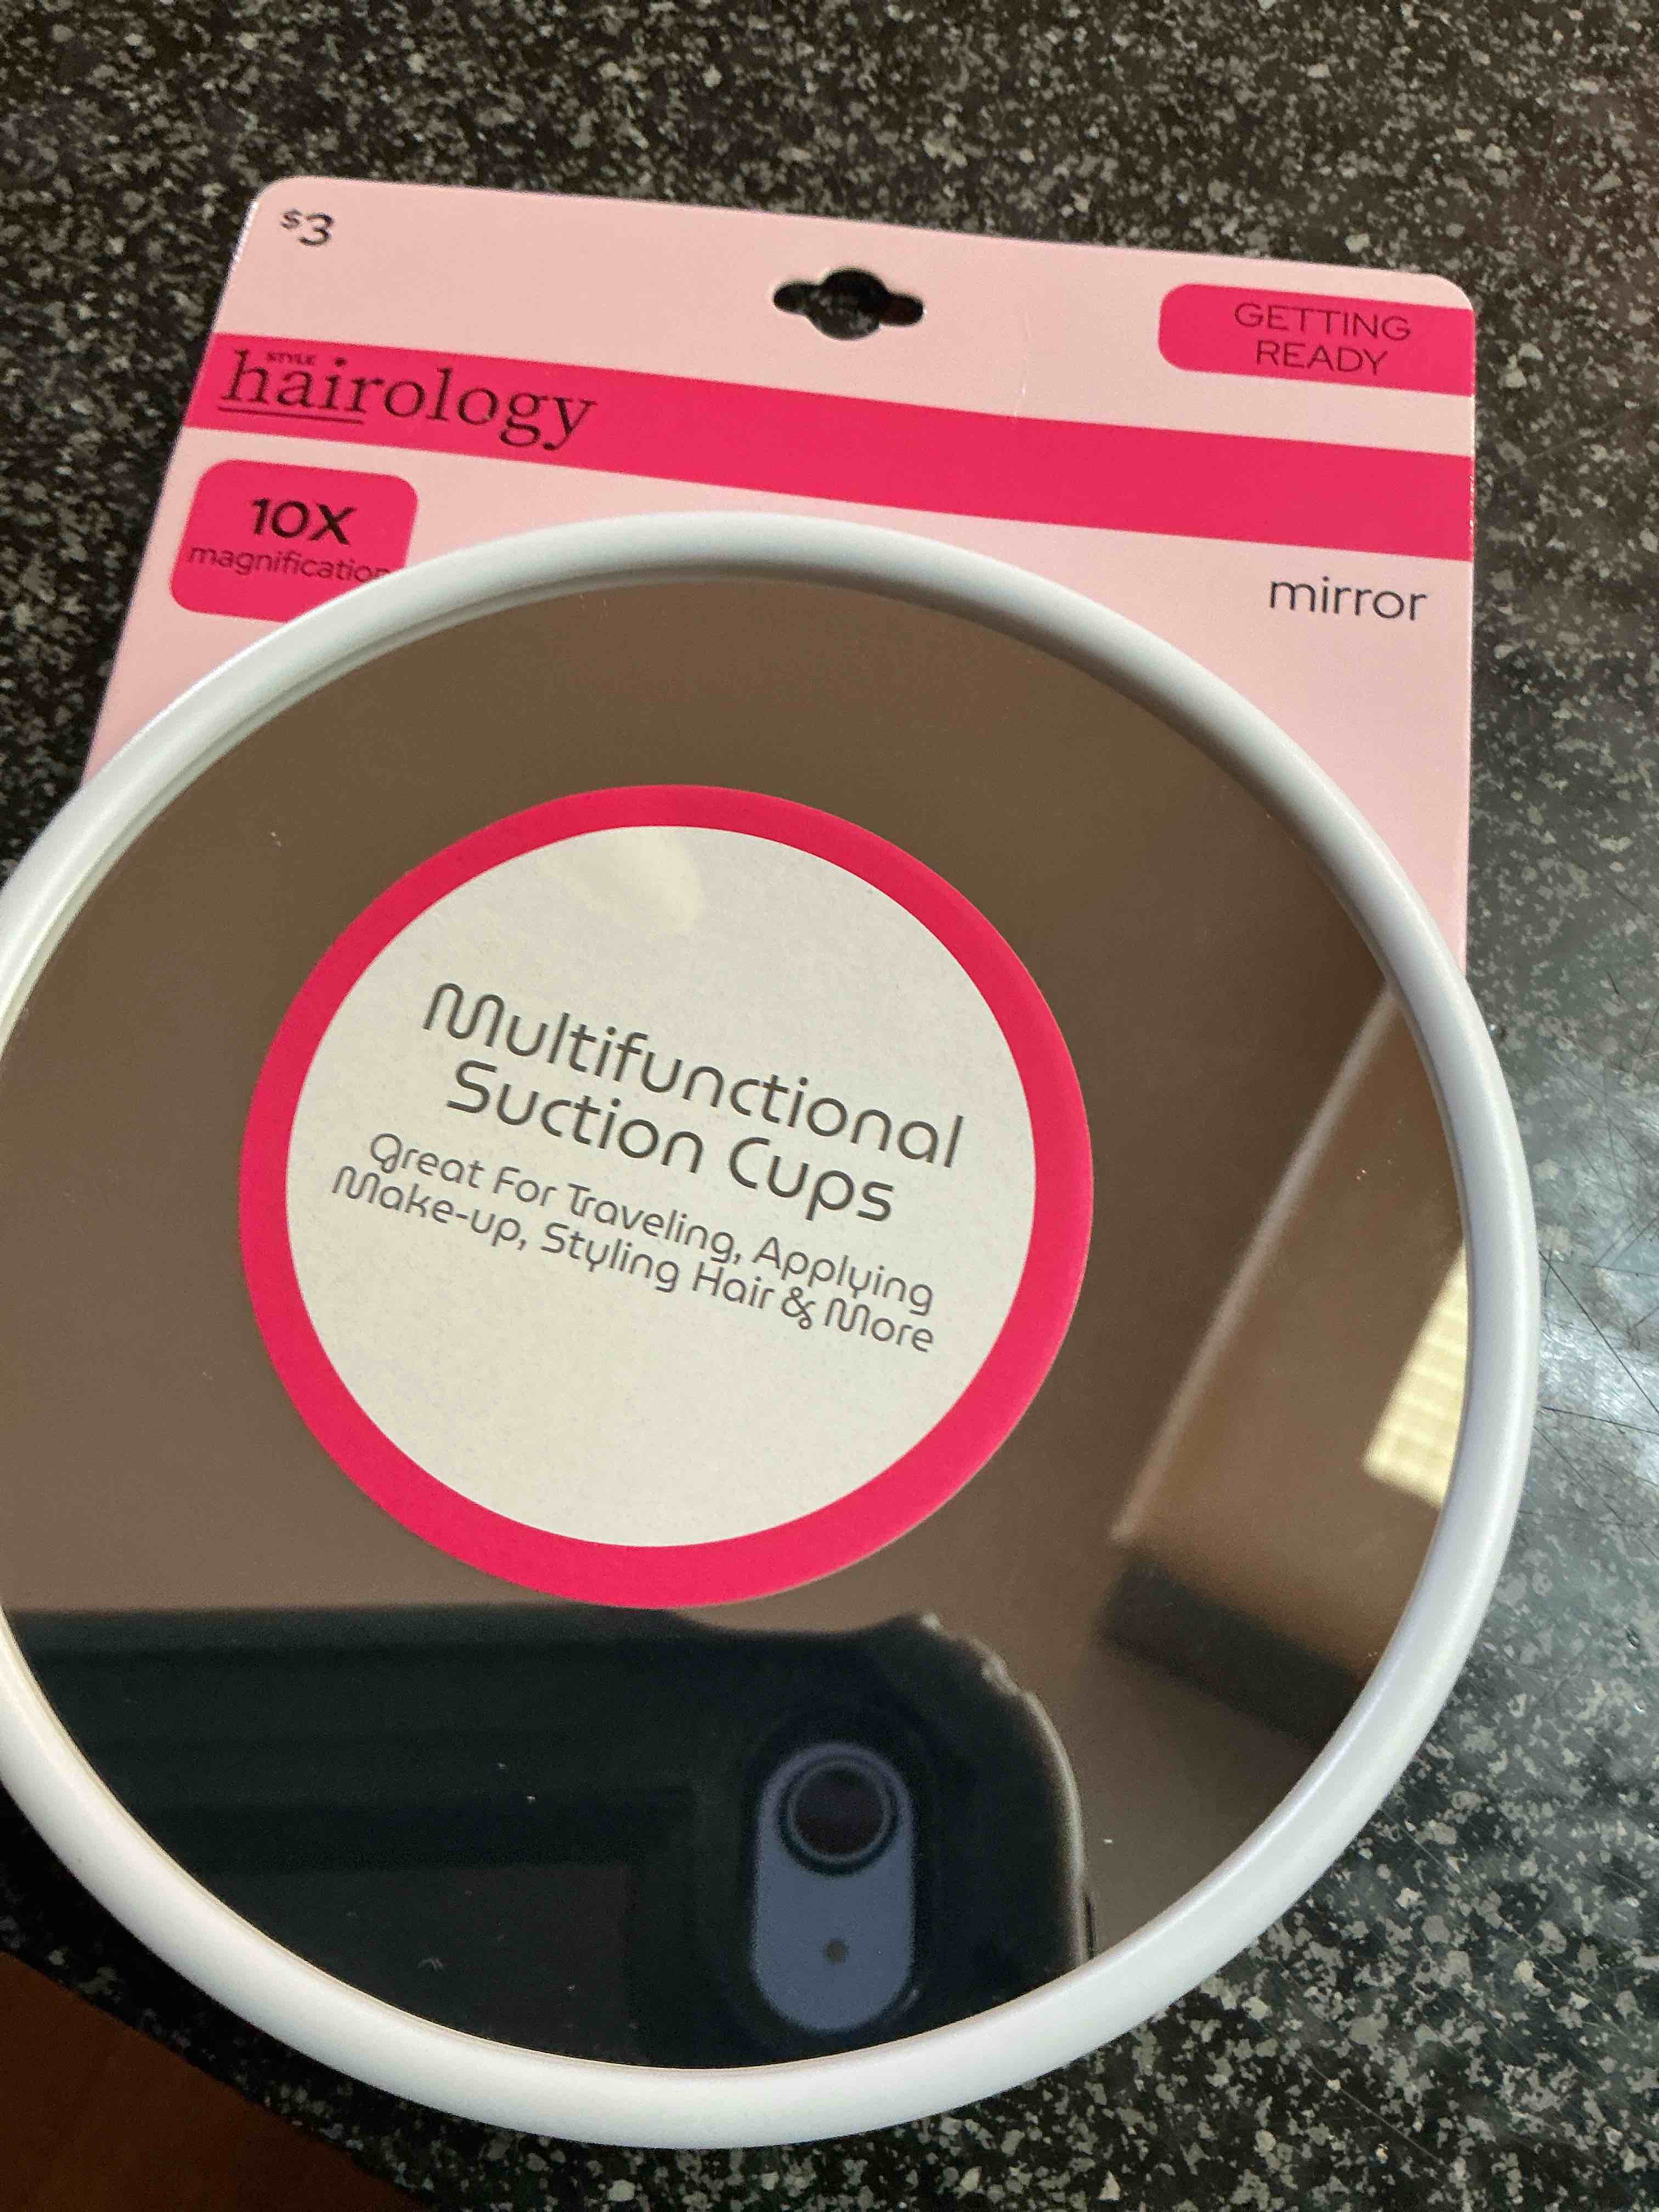 $3
GETTING
READY
STYLE
hairology
10X
magnification
mirror
Multifunctional
Suction Cups
Great For Traveling, Applying
Make-up, Styling Hair & More